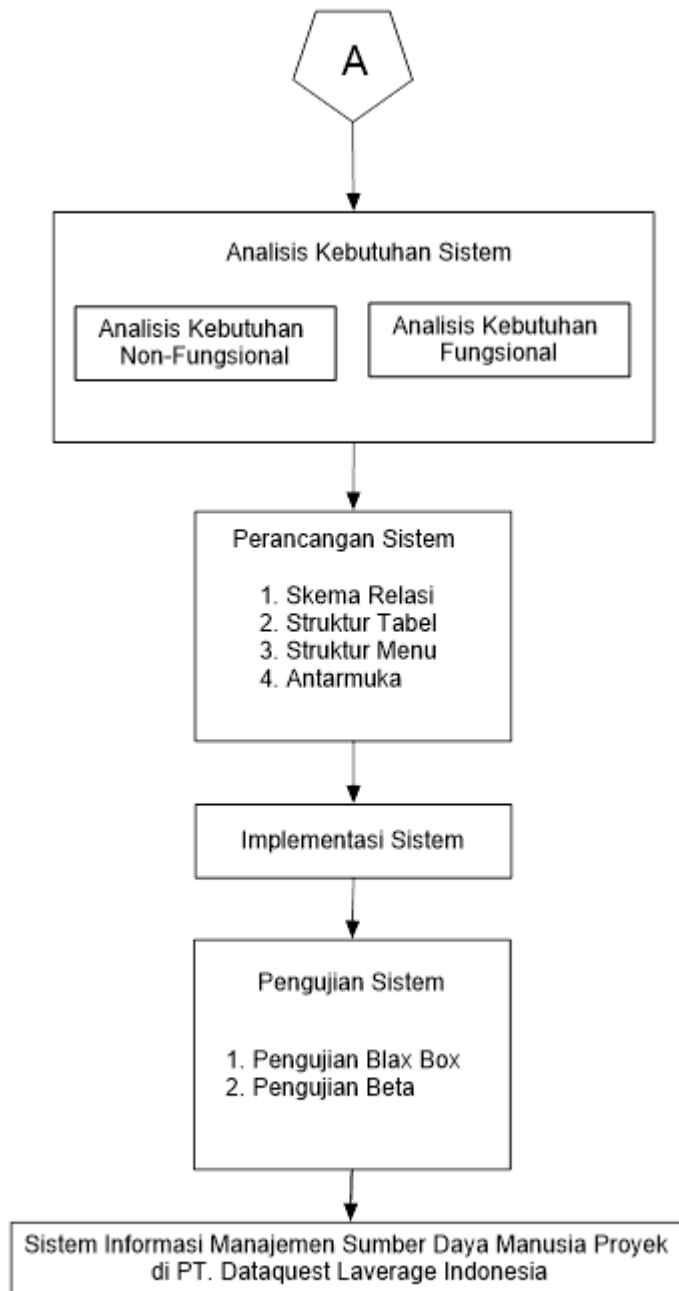 A
Analisis Kebutuhan Sistem
Analisis Kebutuhan
Non-Fungsional
Analisis Kebutuhan
Fungsional
Perancangan Sistem
1. Skema Relasi
2. Struktur Tabel
3. Struktur Menu
4. Antarmuka
Implementasi Sistem
Pengujian Sistem
1. Pengujian Blax Box
2. Pengujian Beta
Sistem Informasi Manajemen Sumber Daya Manusia Proyek
di PT. Dataquest Laverage Indonesia